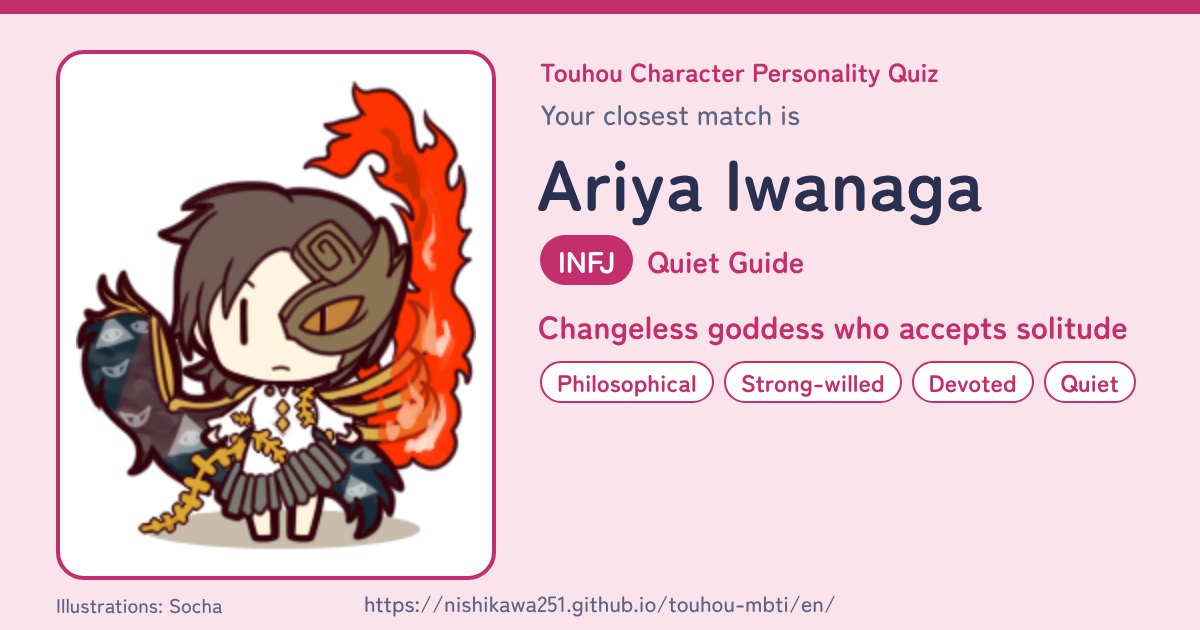 Touhou Character Personality Quiz
Your closest match is
Ariya Iwanaga
INFJ Quiet Guide
Changeless goddess who accepts solitude
Philosophical Strong-willed Devoted Quiet
Illustrations: Socha https://nishikawa251.github.io/touhou-mbti/en/